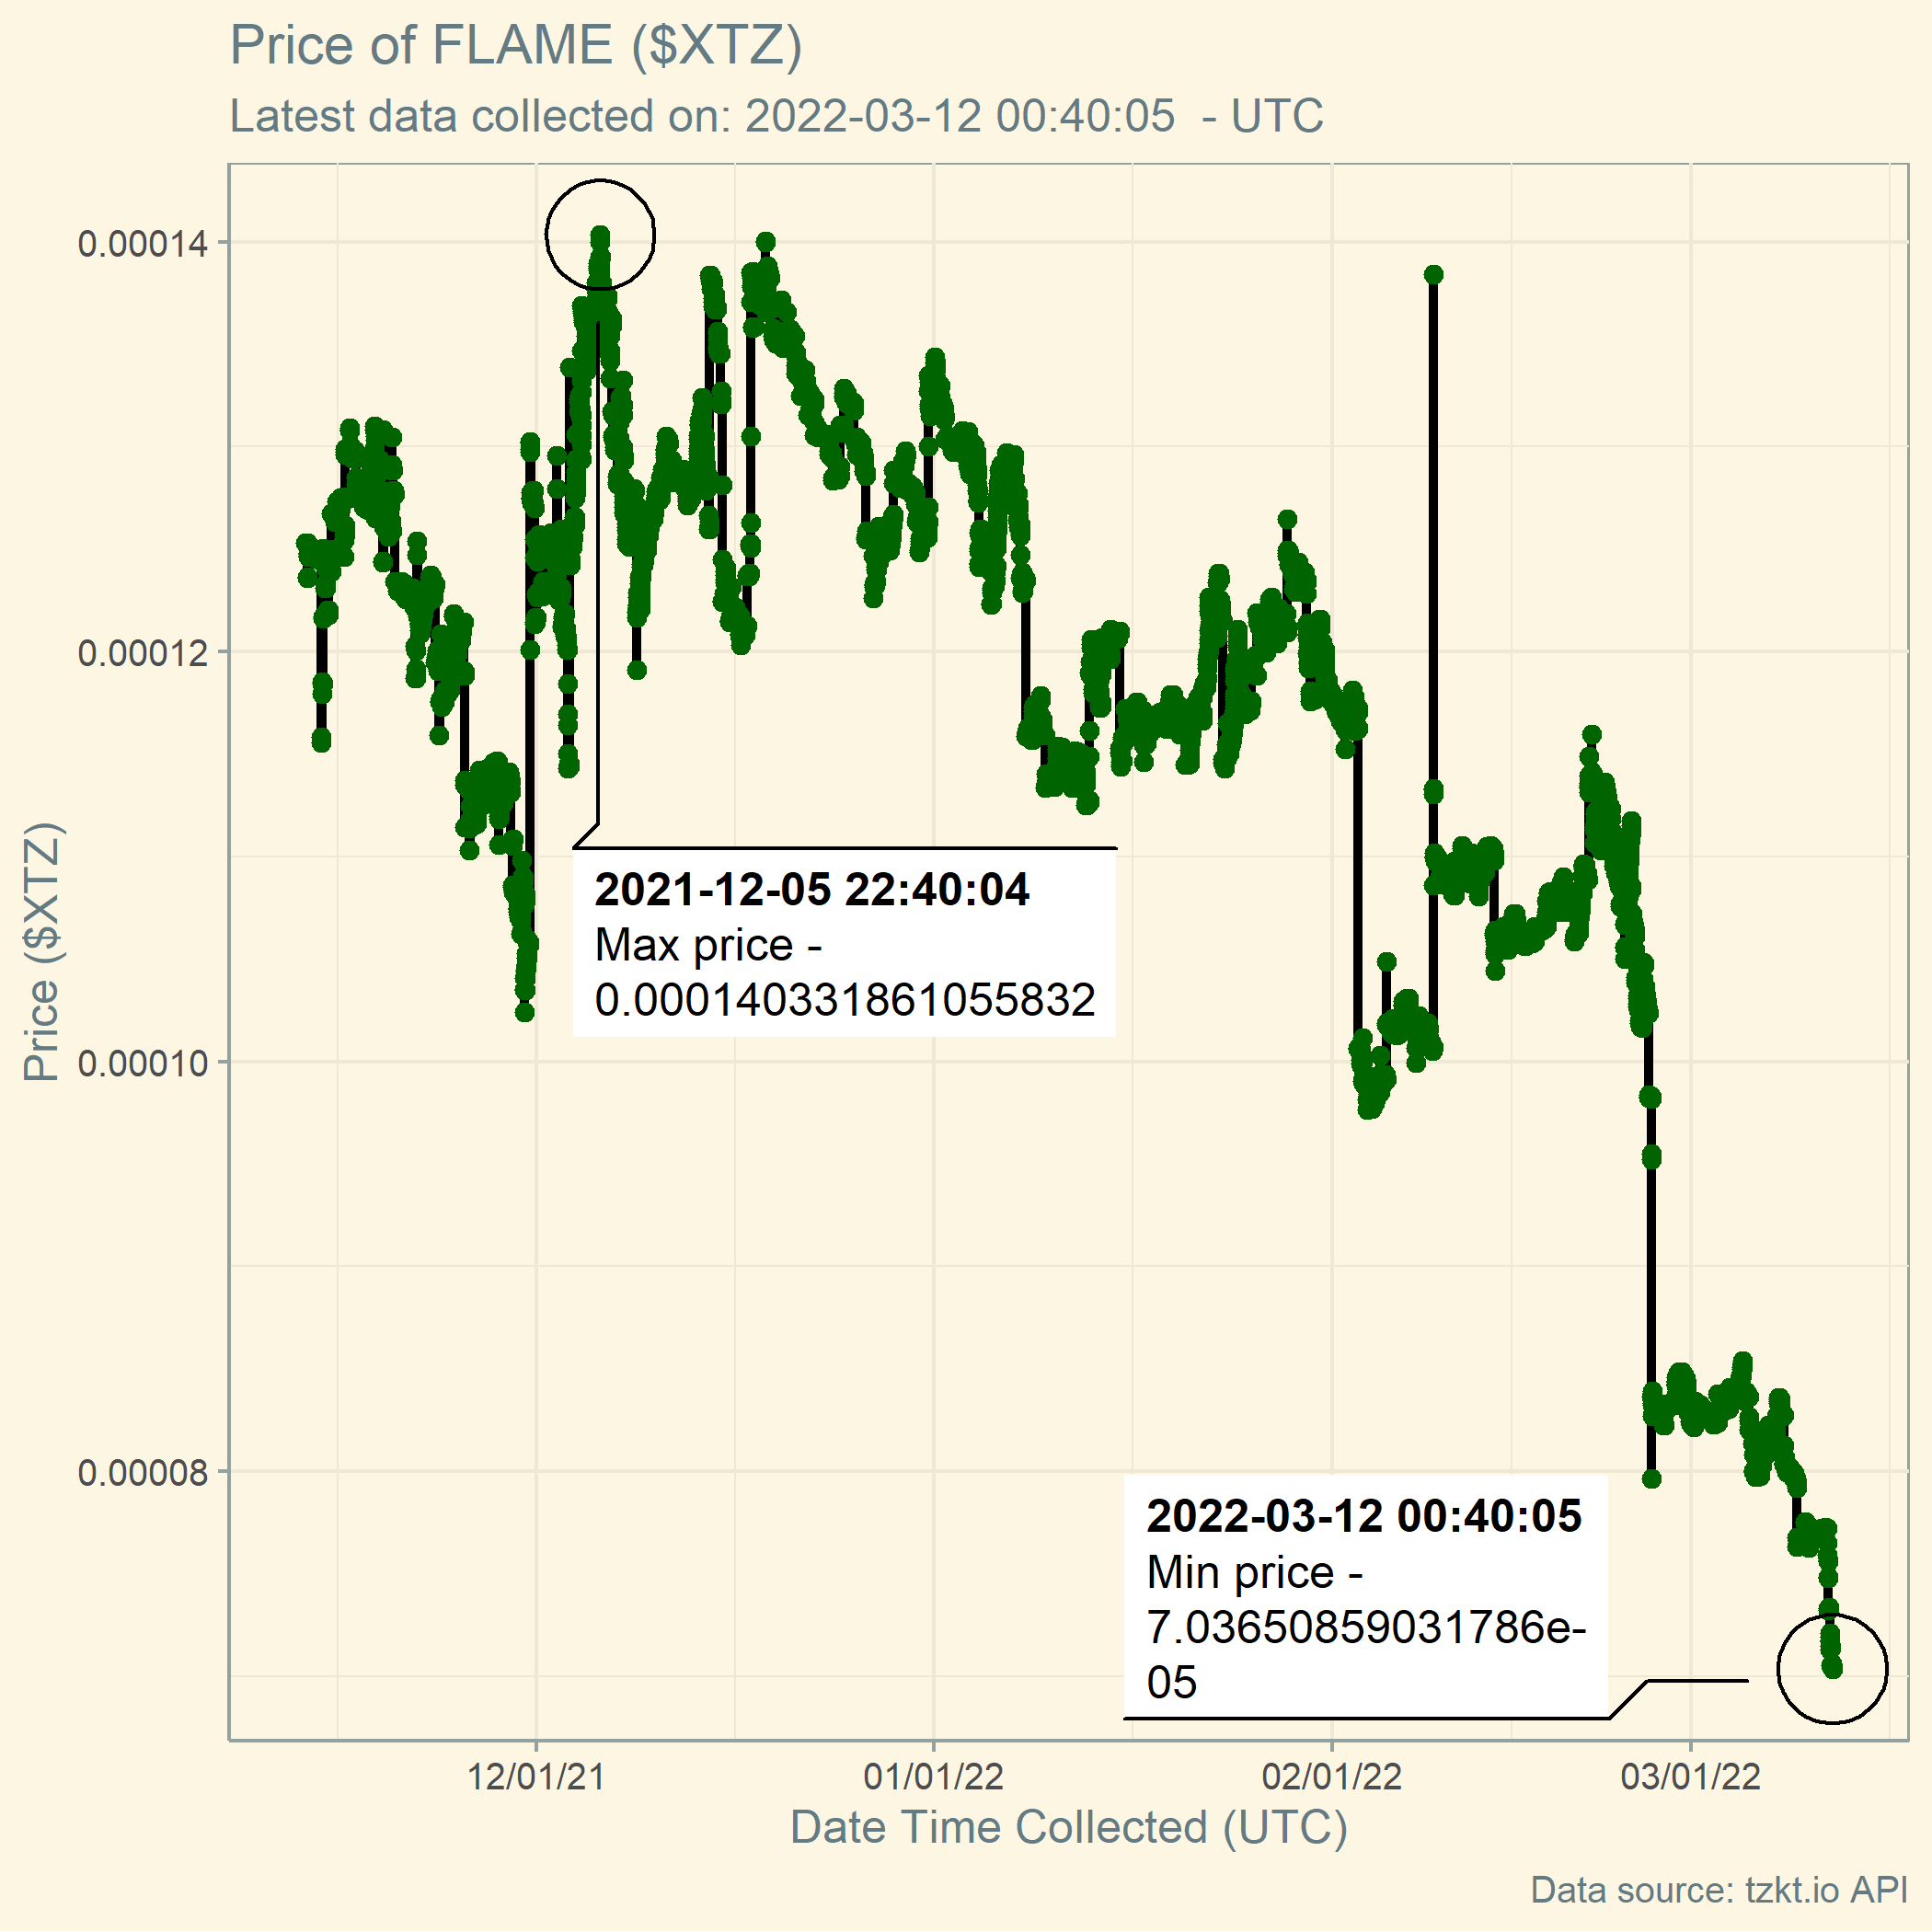 Price of FLAME ($XTZ)
Latest data collected on: 2022-03-12 00:40:05  - UTC
Price ($XTZ)
0.00014
0.00012
0.00010
0.00008
2021-12-05 22:40:04
Max price -
0.000140331861055832
2022-03-12 00:40:05
Min price -
7.03650859031786e-
05
12/01/21
01/01/22
02/01/22
03/01/22
Date Time Collected (UTC)
Data source: tzkt.io API